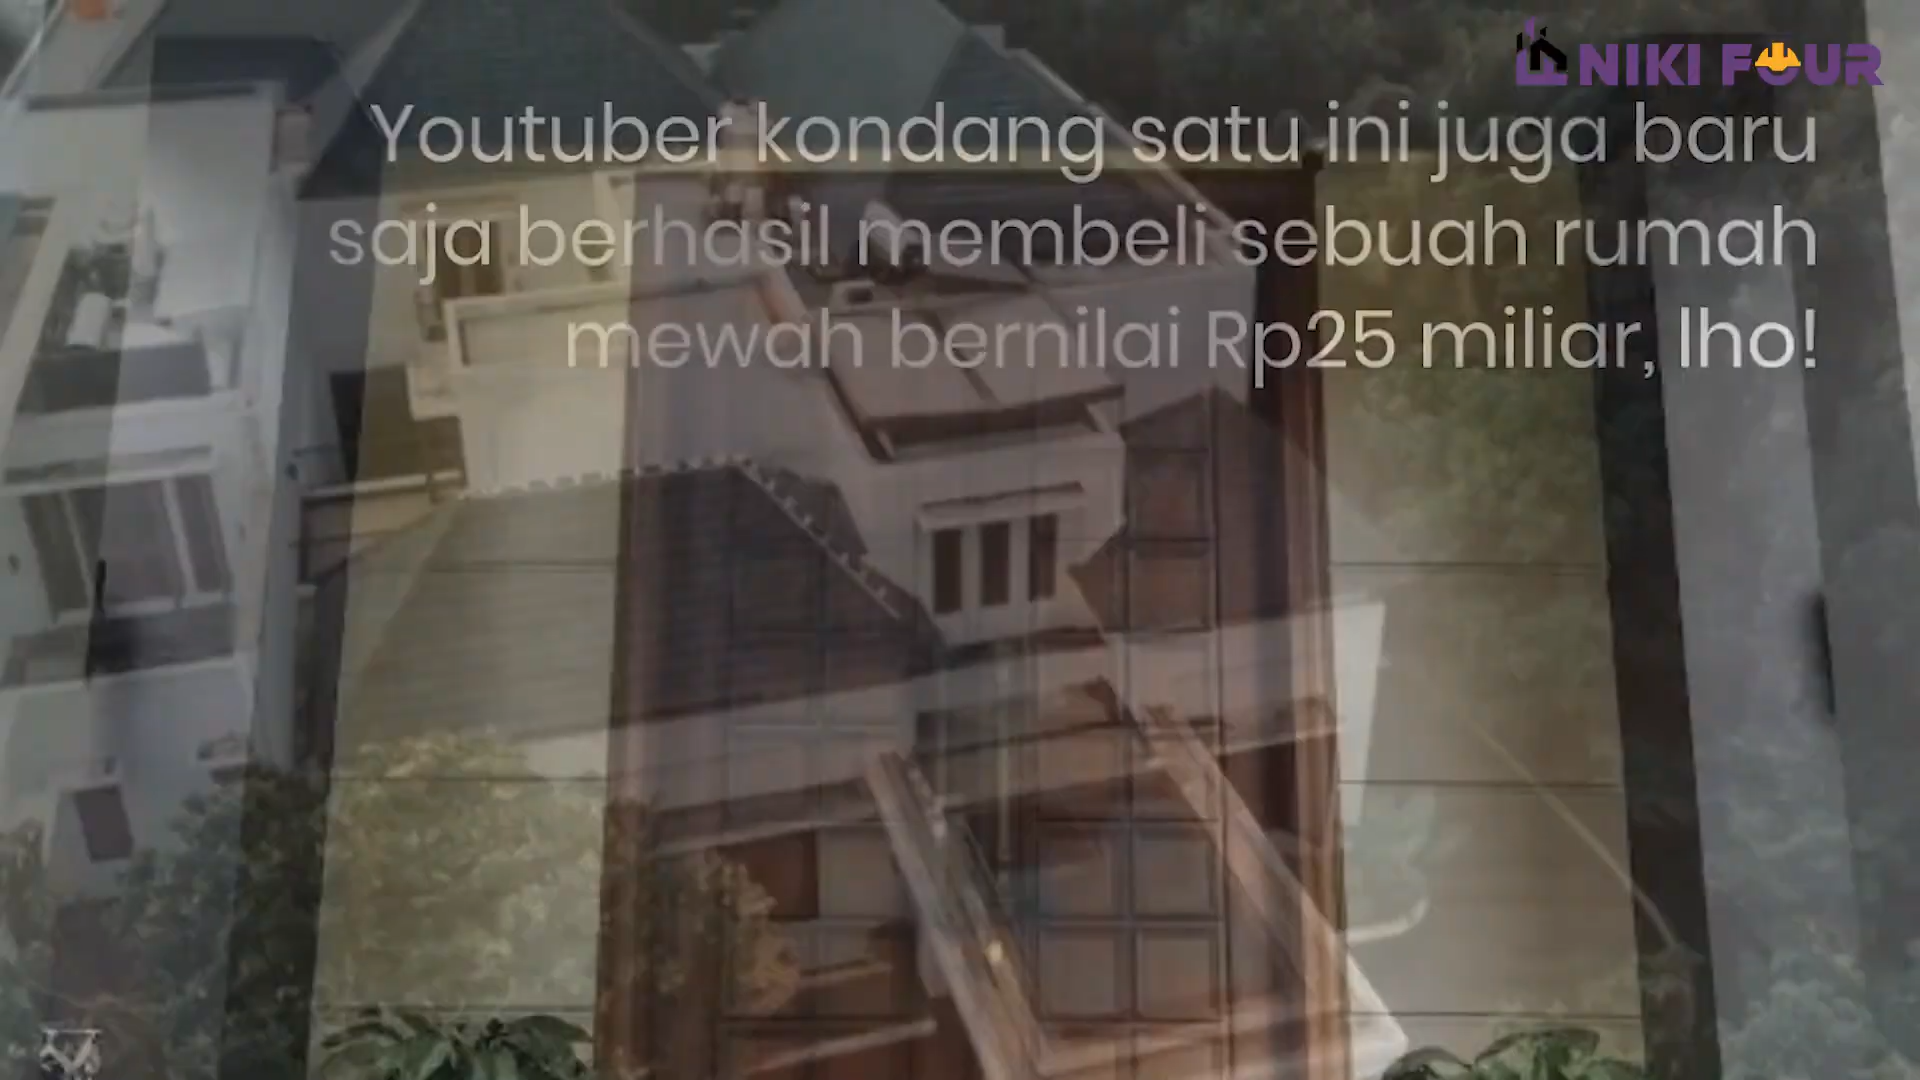 NIKI FOUR
Youtuber kondang satu ini juga baru
saja berhasil membeli sebuah rumah
mewah bernilai Rp25 miliar, lho!